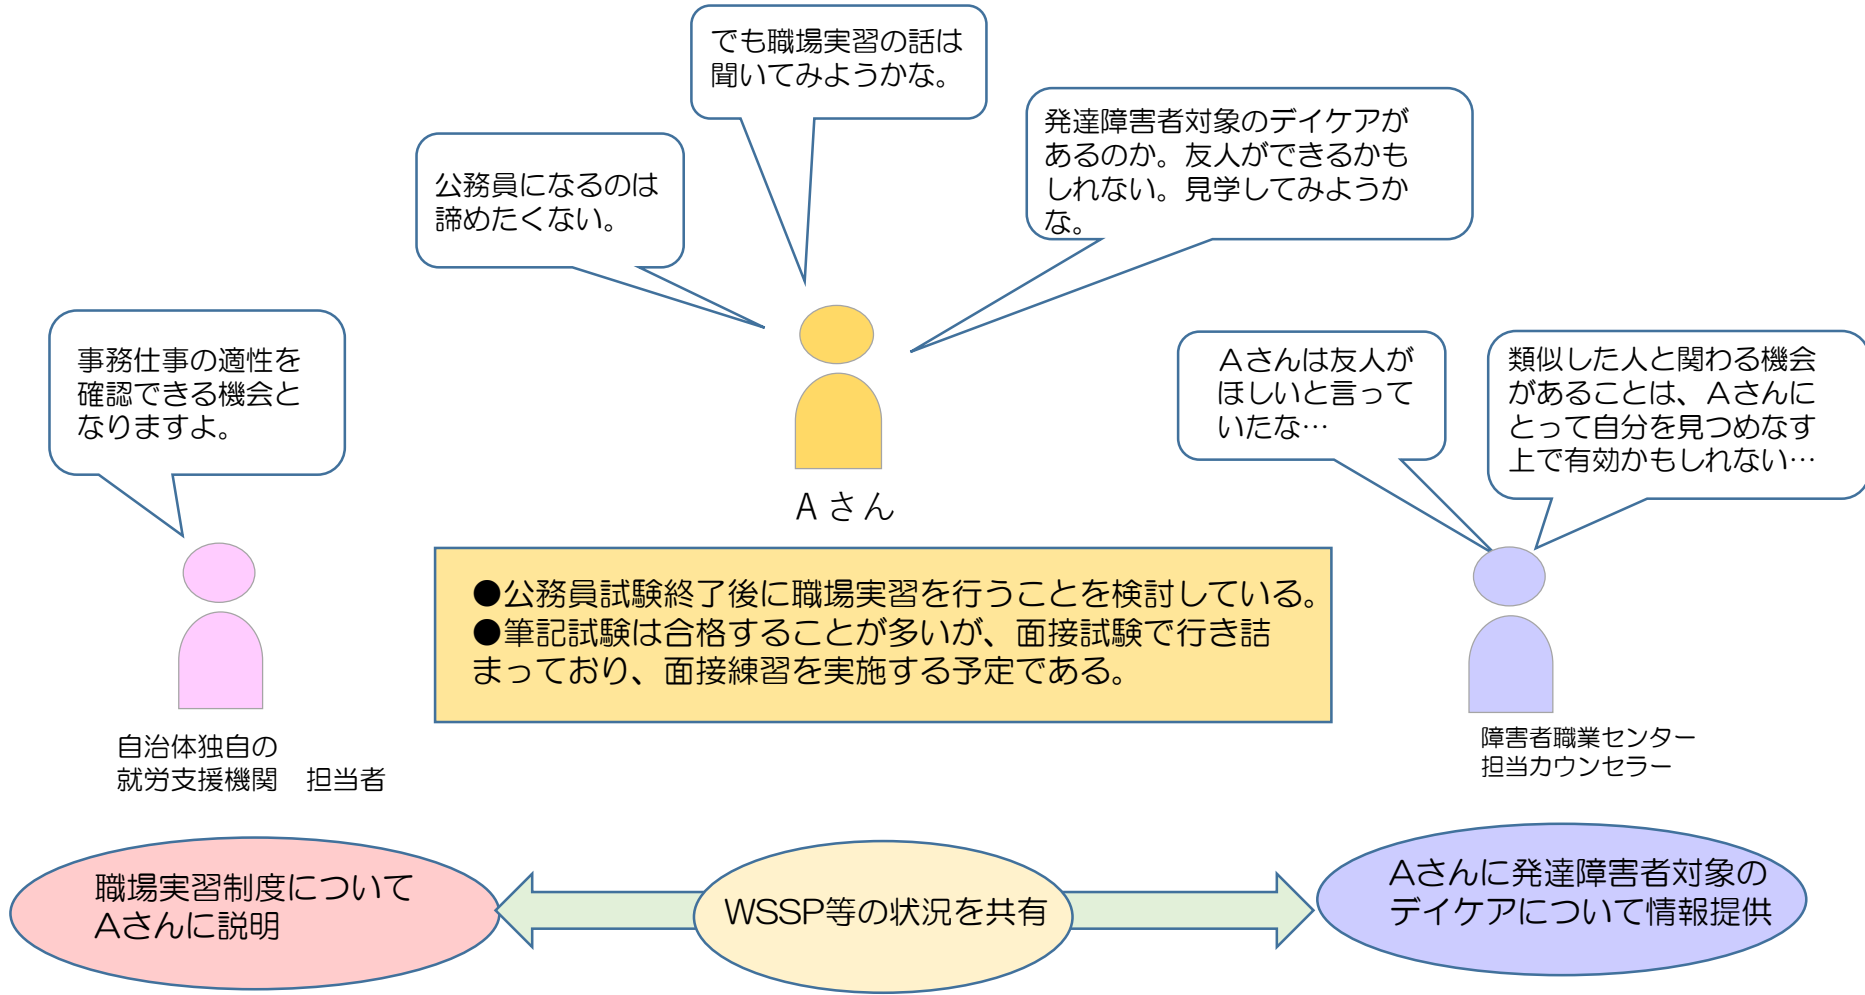 でも職場実習の話は
聞いてみようかな。
公務員になるのは
諦めたくない。
発達障害者対象のデイケアが
あるのか。友人ができるかも
しれない。見学してみようか
な。
事務仕事の適性を
確認できる機会と
なりますよ。
Aさんは友人が
ほしいと言って
いたな…
類似した人と関わる機会
があることは、Aさんに
とって自分を見つめなす
上で有効かもしれない…
Aさん
●公務員試験終了後に職場実習を行うことを検討している。
●筆記試験は合格することが多いが、面接試験で行き詰
まっており、面接練習を実施する予定である。
自治体独自の
就労支援機関　担当者
障害者職業センター
担当カウンセラー
職場実習制度について
Aさんに説明
WSSP等の状況を共有
Aさんに発達障害者対象の
デイケアについて情報提供